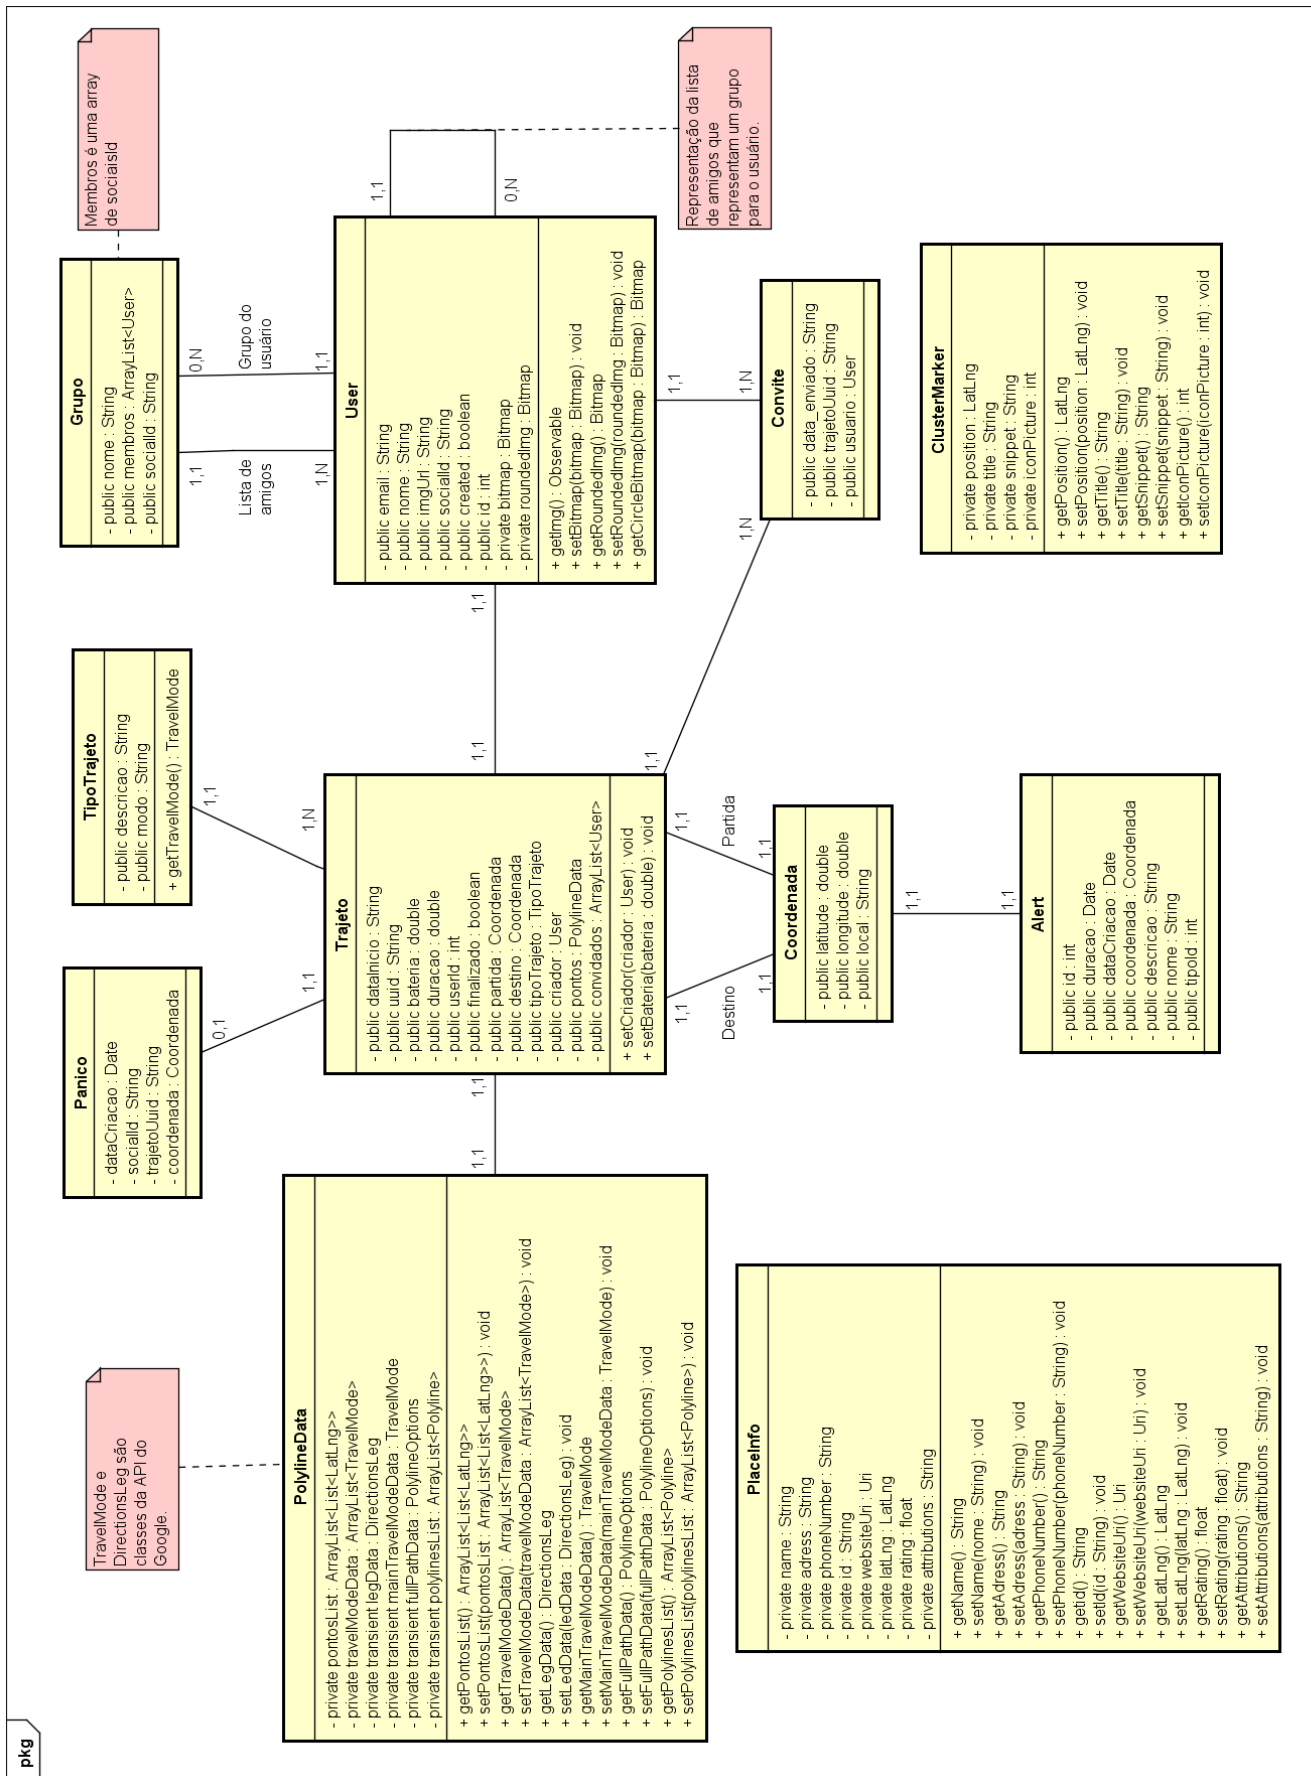 pkg
TravelMode e
DirectionsLeg são
classes da API do
Google.
PolylineData
- private pontosList : ArrayList<List<LatLng>>
- private travelModeData : ArrayList<TravelMode>
- private transient legData : DirectionsLeg
- private transient mainTravelModeData : TravelMode
- private transient fullPathData : PolylineOptions
- private transient polylinesList : ArrayList<Polyline>
+ getPontosList() : ArrayList<List<LatLng>>
+ setPontosList(pontosList : ArrayList<List<LatLng>>) : void
+ getTravelModeData() : ArrayList<TravelMode>
+ setTravelModeData(travelModeData : ArrayList<TravelMode>) : void
+ getLegData() : DirectionsLeg
+ setLedData(ledData : DirectionsLeg) : void
+ getMainTravelModeData() : TravelMode
+ setMainTravelModeData(mainTravelModeData : TravelMode) : void
+ getFullPathData() : PolylineOptions
+ setFullPathData(fullPathData : PolylineOptions) : void
+ getPolylinesList() : ArrayList<Polyline>
+ setPolylinesList(polylinesList : ArrayList<Polyline>) : void
PlaceInfo
- private name : String
- private adress : String
- private phoneNumber : String
- private id : String
- private websiteUri : Uri
- private latLng : LatLng
- private rating : float
- private attributions : String
+ getName() : String
+ setName(nome : String) : void
+ getAdress() : String
+ setAdress(adress : String) : void
+ getPhoneNumber() : String
+ setPhoneNumber(phoneNumber : String) : void
+ getid() : String
+ setId(id : String) : void
+ getWebsiteUri() : Uri
+ setWebsiteUri(websiteUri : Uri) : void
+ getLatLng() : LatLng
+ setLatLng(latLng : LatLng) : void
+ getRating() : float
+ setRating(rating : float) : void
+ getAttributions() : String
+ setAttributions(attributions : String) : void
Panico
- dataCriacao : Date
- socialId : String
- trajetoUuid : String
- coordenada : Coordenada
0,1
1,1
1,1
1,1
TipoTrajeto
- public descricao : String
- public modo : String
+ getTravelMode() : TravelMode
1,1
1,N
Trajeto
- public dataInicio : String
- public uuid : String
- public bateria : double
- public duracao : double
- public userId : int
- public finalizado : boolean
- public partida : Coordenada
- public destino : Coordenada
- public tipoTrajeto : TipoTrajeto
- public criador : User
- public pontos : PolylineData
- public convidados : ArrayList<User>
+ setCriador(criador : User) : void
+ setBateria(bateria : double) : void
1,1
Destino
1,1
1,1
Partida
1,1
1,1
1,N
1,1
1,1
Coordenada
- public latitude : double
- public longitude : double
- public local : String
1,1
1,1
Alert
- public id : int
- public duracao : Date
- public dataCriacao : Date
- public coordenada : Coordenada
- public descricao : String
- public nome : String
- public tipoId : int
Grupo
- public nome : String
- public membros : ArrayList<User>
- public socialId : String
Membros é uma array
de sociaisId
1,1
Lista de
amigos
1,N
0,N
Grupo do
usuário
1,1
User
- public email : String
- public nome : String
- public imgUrl : String
- public socialId : String
- public created : boolean
- public id : int
- private bitmap : Bitmap
- private roundedImg : Bitmap
+ getImg() : Observable
+ setBitmap(bitmap : Bitmap) : void
+ getRoundedImg() : Bitmap
+ setRoundedImg(roundedImg : Bitmap) : void
+ getCircleBitmap(bitmap : Bitmap) : Bitmap
1,1
0,N
Representação da lista
de amigos que
representam um grupo
para o usuário.
1,1
1,N
Convite
- public data_enviado : String
- public trajetoUuid : String
- public usuario : User
ClusterMarker
- private position : LatLng
- private title : String
- private snippet : String
- private iconPicture : int
+ getPosition() : LatLng
+ setPosition(position : LatLng) : void
+ getTitle() : String
+ setTitle(title : String) : void
+ getSnippet() : String
+ setSnippet(snippet : String) : void
+ getIconPicture() : int
+ setIconPicture(iconPicture : int) : void